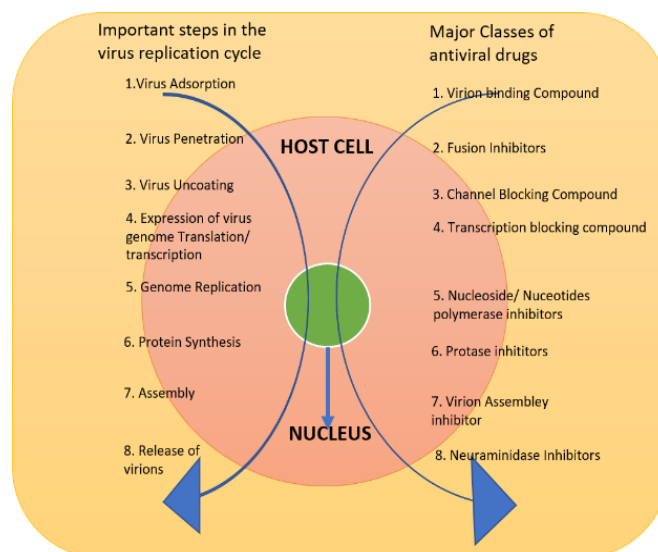 Important steps in the
virus replication cycle
1.Virus Adsorption
2. Virus Penetration
3. Virus Uncoating
4. Expression of virus
genome Translation/
transcription
5. Genome Replication
6. Protein Synthesis
7. Assembly
8. Release of
virions
HOST CELL
NUCLEUS
Major Classes of
antiviral drugs
1. Virion binding Compound
2. Fusion Inhibitors
3. Channel Blocking Compound
4. Transcription blocking compound
5. Nucleoside/ Nuceotides
polymerase inhibitors
6. Protase inhititors
7. Virion Assembley
inhibitor
8. Neuraminidase Inhibitors